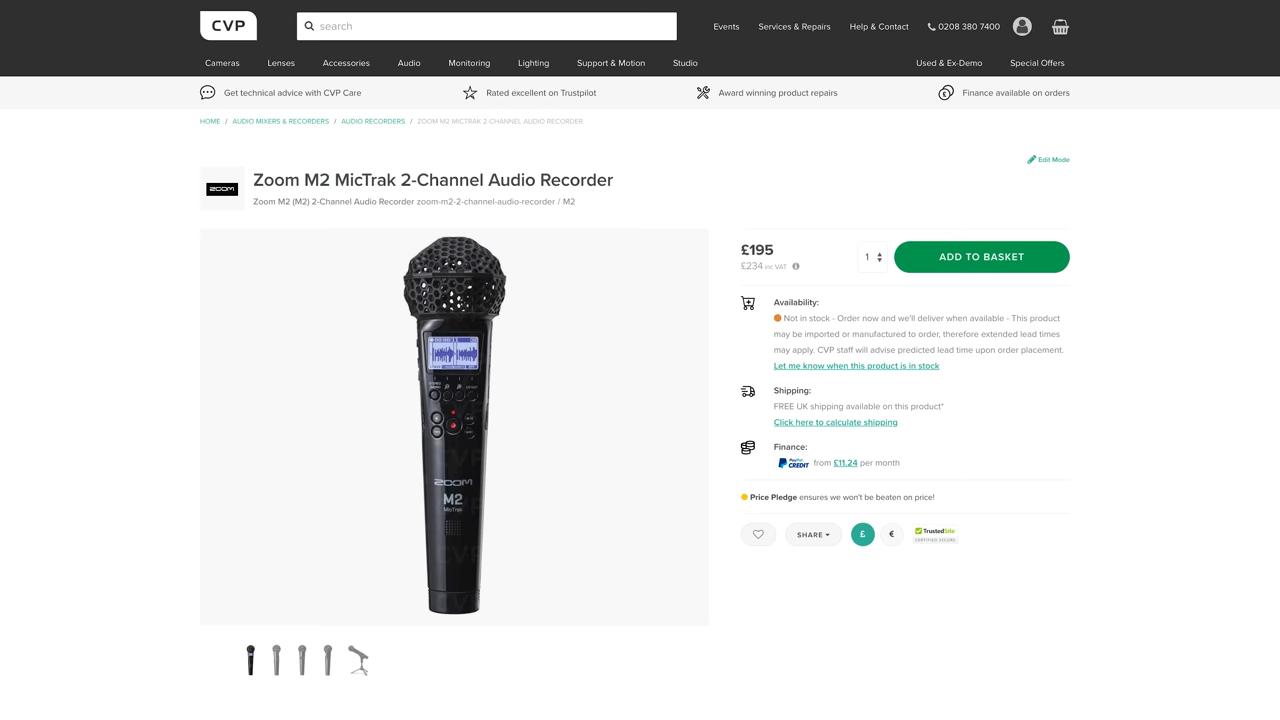 CVP
search
Events
Services & Repairs
Help & Contact
0208 380 7400
Cameras
Lenses
Accessories
Audio
Monitoring
Lighting
Support & Motion
Studio
Used & Ex-Demo
Special Offers
Get technical advice with CVP Care
Rated excellent on Trustpilot
Award winning product repairs
Finance available on orders
HOME / AUDIO MIXERS & RECORDERS / AUDIO RECORDERS / ZOOM M2 MICTRAK 2-CHANNEL AUDIO RECORDER
Edit Mode
ZOOM
Zoom M2 MicTrak 2-Channel Audio Recorder
Zoom M2 (M2) 2-Channel Audio Recorder zoom-m2-2-channel-audio-recorder / M2
£195
£234 inc VAT
1
ADD TO BASKET
Availability:
Not in stock - Order now and we'll deliver when available - This product
may be imported or manufactured to order, therefore extended lead times
may apply. CVP staff will advise predicted lead time upon order placement.
Let me know when this product is in stock
Shipping:
FREE UK shipping available on this product*
Click here to calculate shipping
Finance:
PayPal CREDIT from £11.24 per month
Price Pledge ensures we won't be beaten on price!
SHARE
£
€
TrustedSite
CERTIFIED SECURE
ZOOM
M2
MicTrak